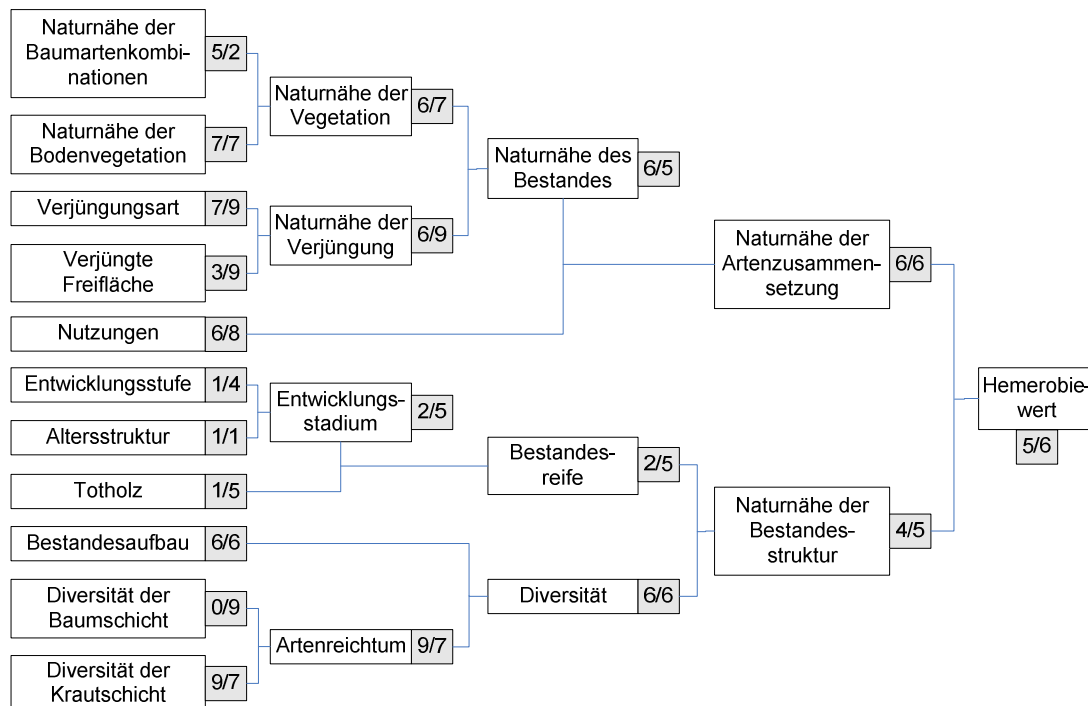 Naturnähe der
Baumartenkombi-
nationen
5/2
Naturnähe der
Bodenvegetation
7/7
Verjüngungsart
7/9
Verjüngte
Freifläche
3/9
Nutzungen
6/8
Entwicklungsstufe
1/4
Altersstruktur
1/1
Totholz
1/5
Bestandesaufbau
6/6
Diversität der
Baumschicht
0/9
Diversität der
Krautschicht
9/7
Naturnähe der
Vegetation
6/7
Naturnähe der
Verjüngung
6/9
Entwicklungs-
stadium
2/5
Artenreichtum
9/7
Naturnähe des
Bestandes
6/5
Bestandes-
reife
2/5
Diversität
6/6
Naturnähe der
Artenzusammen-
setzung
6/6
Naturnähe der
Bestandes-
struktur
4/5
Hemerobie-
wert
5/6